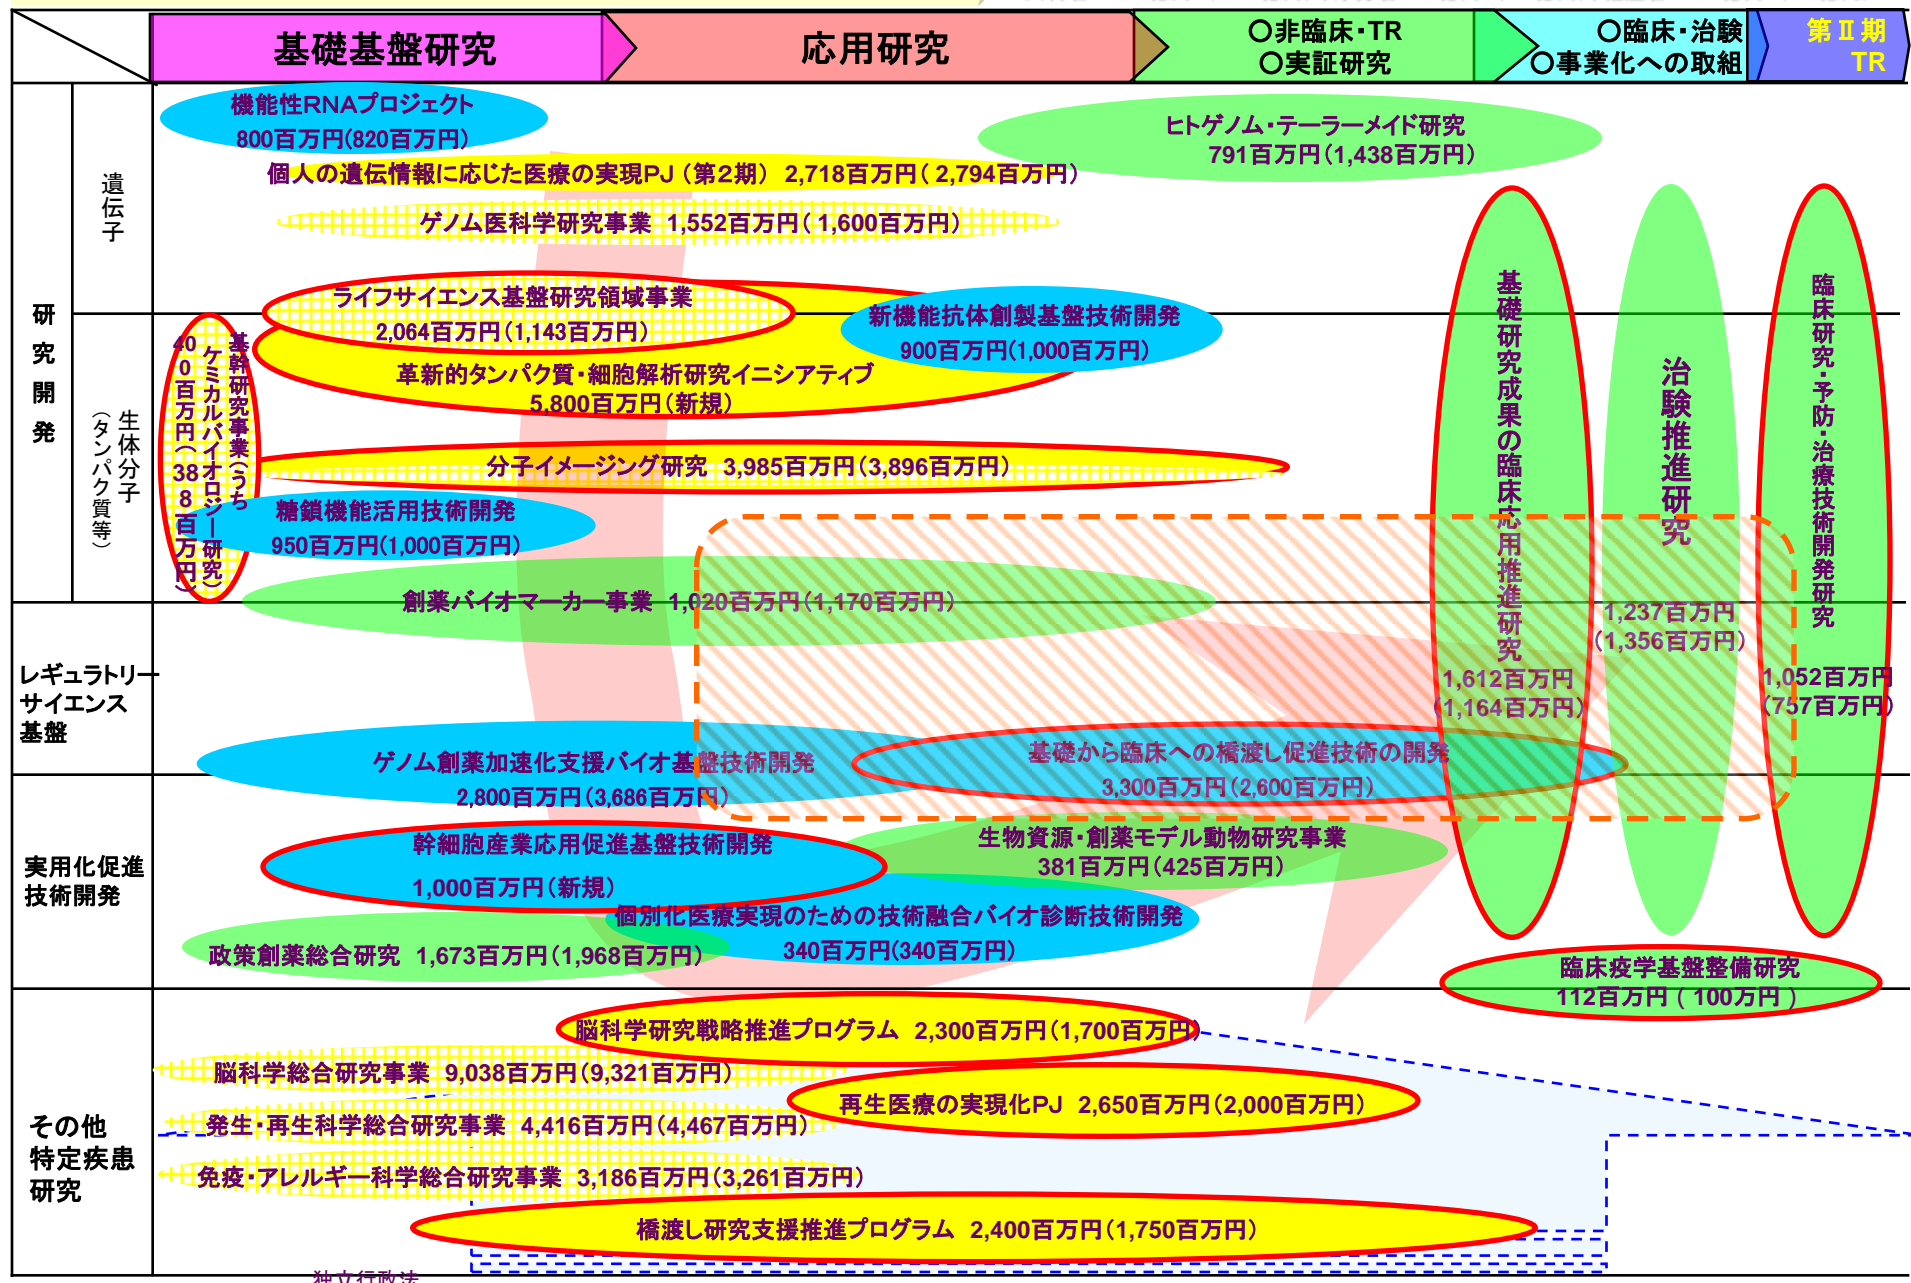 基礎基盤研究
応用研究
○非臨床・TR
○実証研究
○臨床・治験
○事業化への取組
第Ⅱ期
TR
研究開発
遺伝子
生体分子
(タンパク質等)
レギュラトリー
サイエンス
基盤
実用化促進
技術開発
その他
特定疾患
研究
機能性RNAプロジェクト
800百万円(820百万円)
ヒトゲノム・テーラーメイド研究
791百万円(1,438百万円)
個人の遺伝情報に応じた医療の実現PJ(第2期) 2,718百万円( 2,794百万円)
ゲノム医科学研究事業 1,552百万円( 1,600百万円)
ライフサイエンス基盤研究領域事業
2,064百万円(1,143百万円)
新機能抗体創製基盤技術開発
900百万円(1,000百万円)
革新的タンパク質・細胞解析研究イニシアティブ
5,800百万円(新規)
基幹研究事業(うち
ケミカルバイオロジー研究)
400百万円(388百万円)
分子イメージング研究 3,985百万円(3,896百万円)
糖鎖機能活用技術開発
950百万円(1,000百万円)
創薬バイオマーカー事業 1,020百万円(1,170百万円)
基礎研究成果の臨床応用推進研究
1,612百万円
(1,164百万円)
治験推進研究
1,237百万円
(1,356百万円)
臨床研究・予防・治療技術開発研究
1,052百万円
(757百万円)
ゲノム創薬加速化支援バイオ基盤技術開発
2,800百万円(3,686百万円)
基礎から臨床への橋渡し促進技術の開発
3,300百万円(2,600百万円)
幹細胞産業応用促進基盤技術開発
1,000百万円(新規)
生物資源・創薬モデル動物研究事業
381百万円(425百万円)
個別化医療実現のための技術融合バイオ診断技術開発
340百万円(340百万円)
政策創薬総合研究 1,673百万円(1,968百万円)
臨床疫学基盤整備研究
112百万円 ( 100万円 )
脳科学研究戦略推進プログラム 2,300百万円(1,700百万円)
脳科学総合研究事業 9,038百万円(9,321百万円)
再生医療の実現化PJ 2,650百万円(2,000百万円)
発生・再生科学総合研究事業 4,416百万円(4,467百万円)
免疫・アレルギー科学総合研究事業 3,186百万円(3,261百万円)
橋渡し研究支援推進プログラム 2,400百万円(1,750百万円)
独立行政法